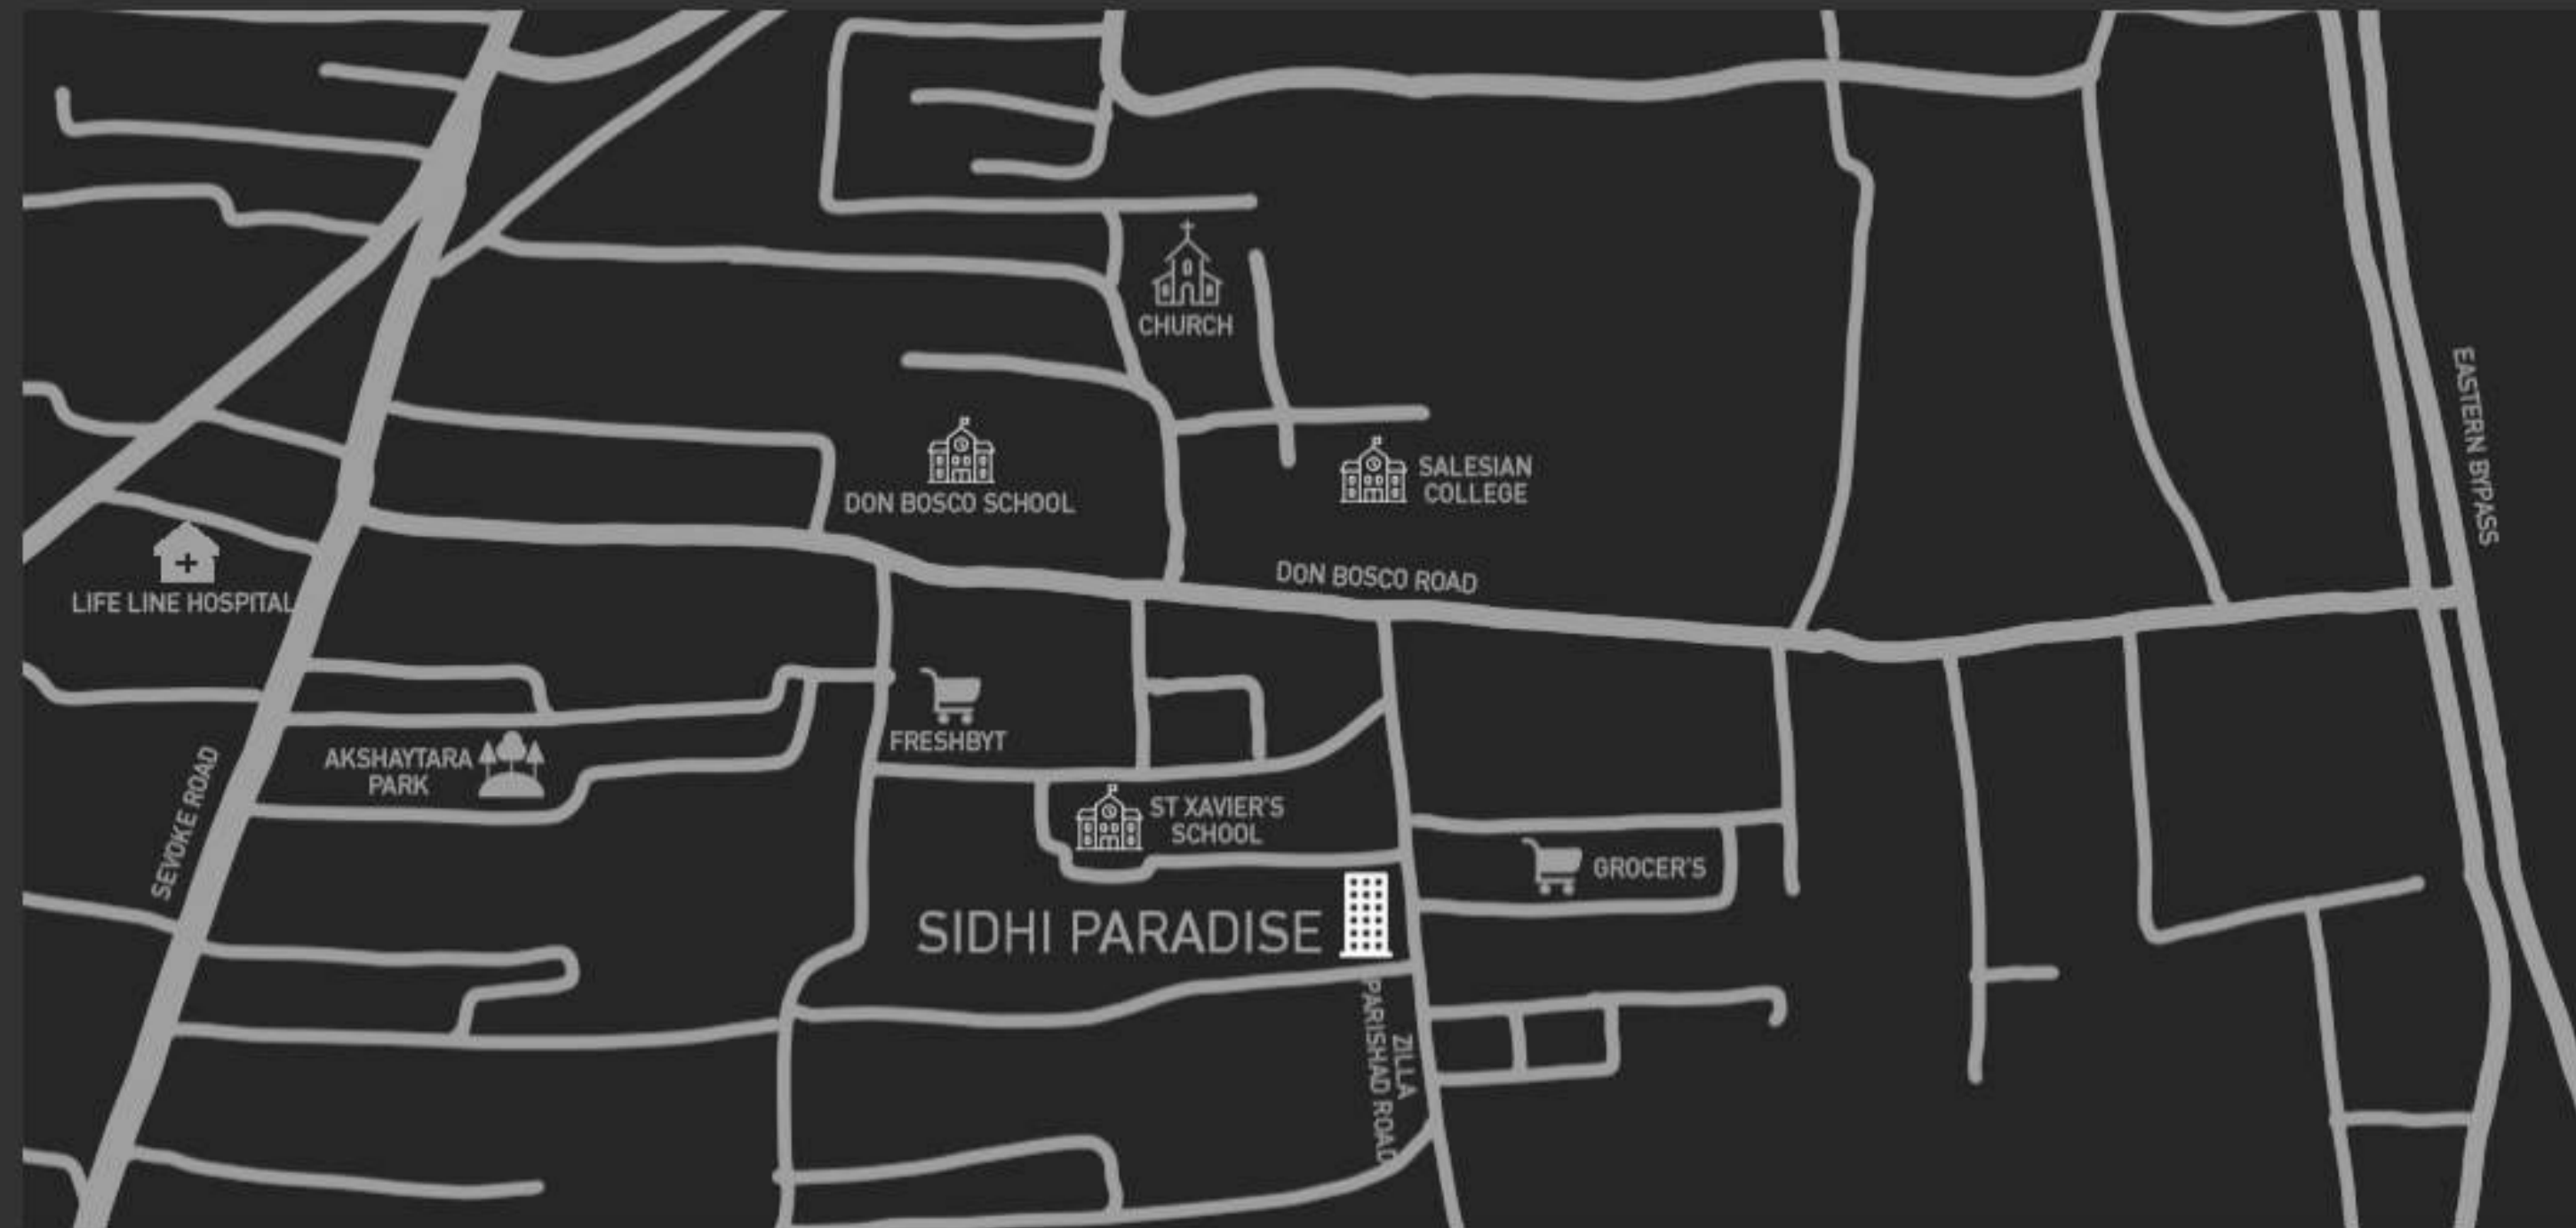 CHURCH
EASTERN BYPASS
SALESIAN
COLLEGE
DON BOSCO SCHOOL
DON BOSCO ROAD
LIFE LINE HOSPITAL
FRESHBYT
AKSHAYTARA
PARK
SEVOKE ROAD
ST XAVIER'S
SCHOOL
GROCER'S
SIDHI PARADISE
ZILLA
PARISHAD ROAD